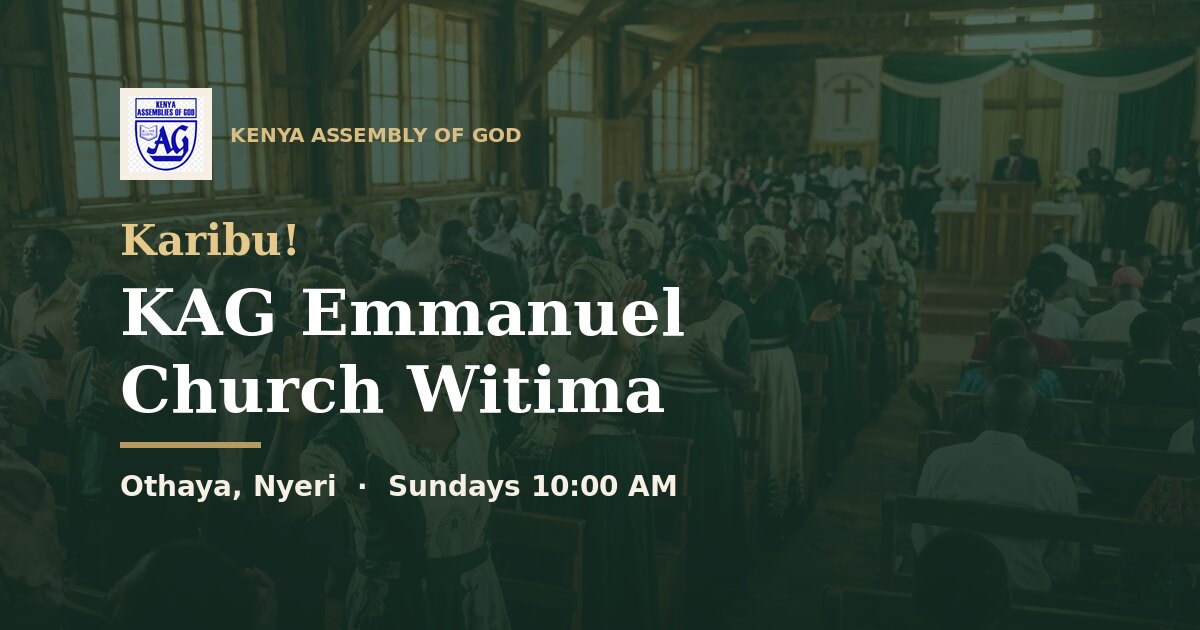 KENYA
ASSEMBLIES OF GOD
AG
KENYA ASSEMBLY OF GOD
Karibu!
KAG Emmanuel
Church Witima
Othaya, Nyeri · Sundays 10:00 AM